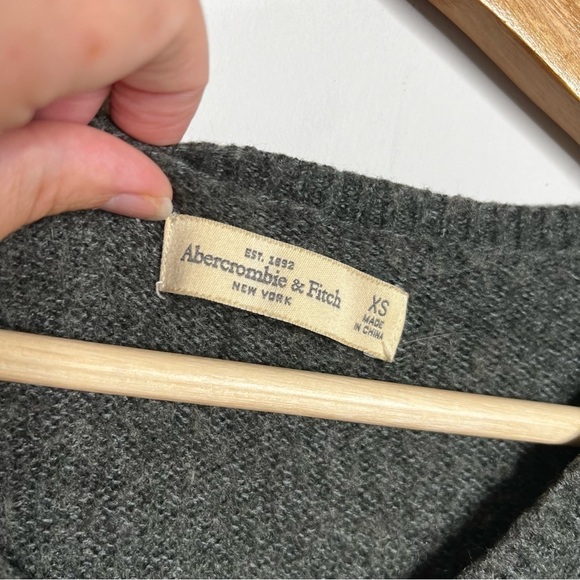 EST. 1892
Abercrombie & Fitch
NEW YORK
XS
MADE
IN CHINA